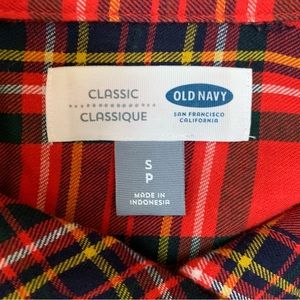 CLASSIC
CLASSIQUE
OLD NAVY
SAN FRANCISCO
CALIFORNIA
S
P
MADE IN
INDONESIA